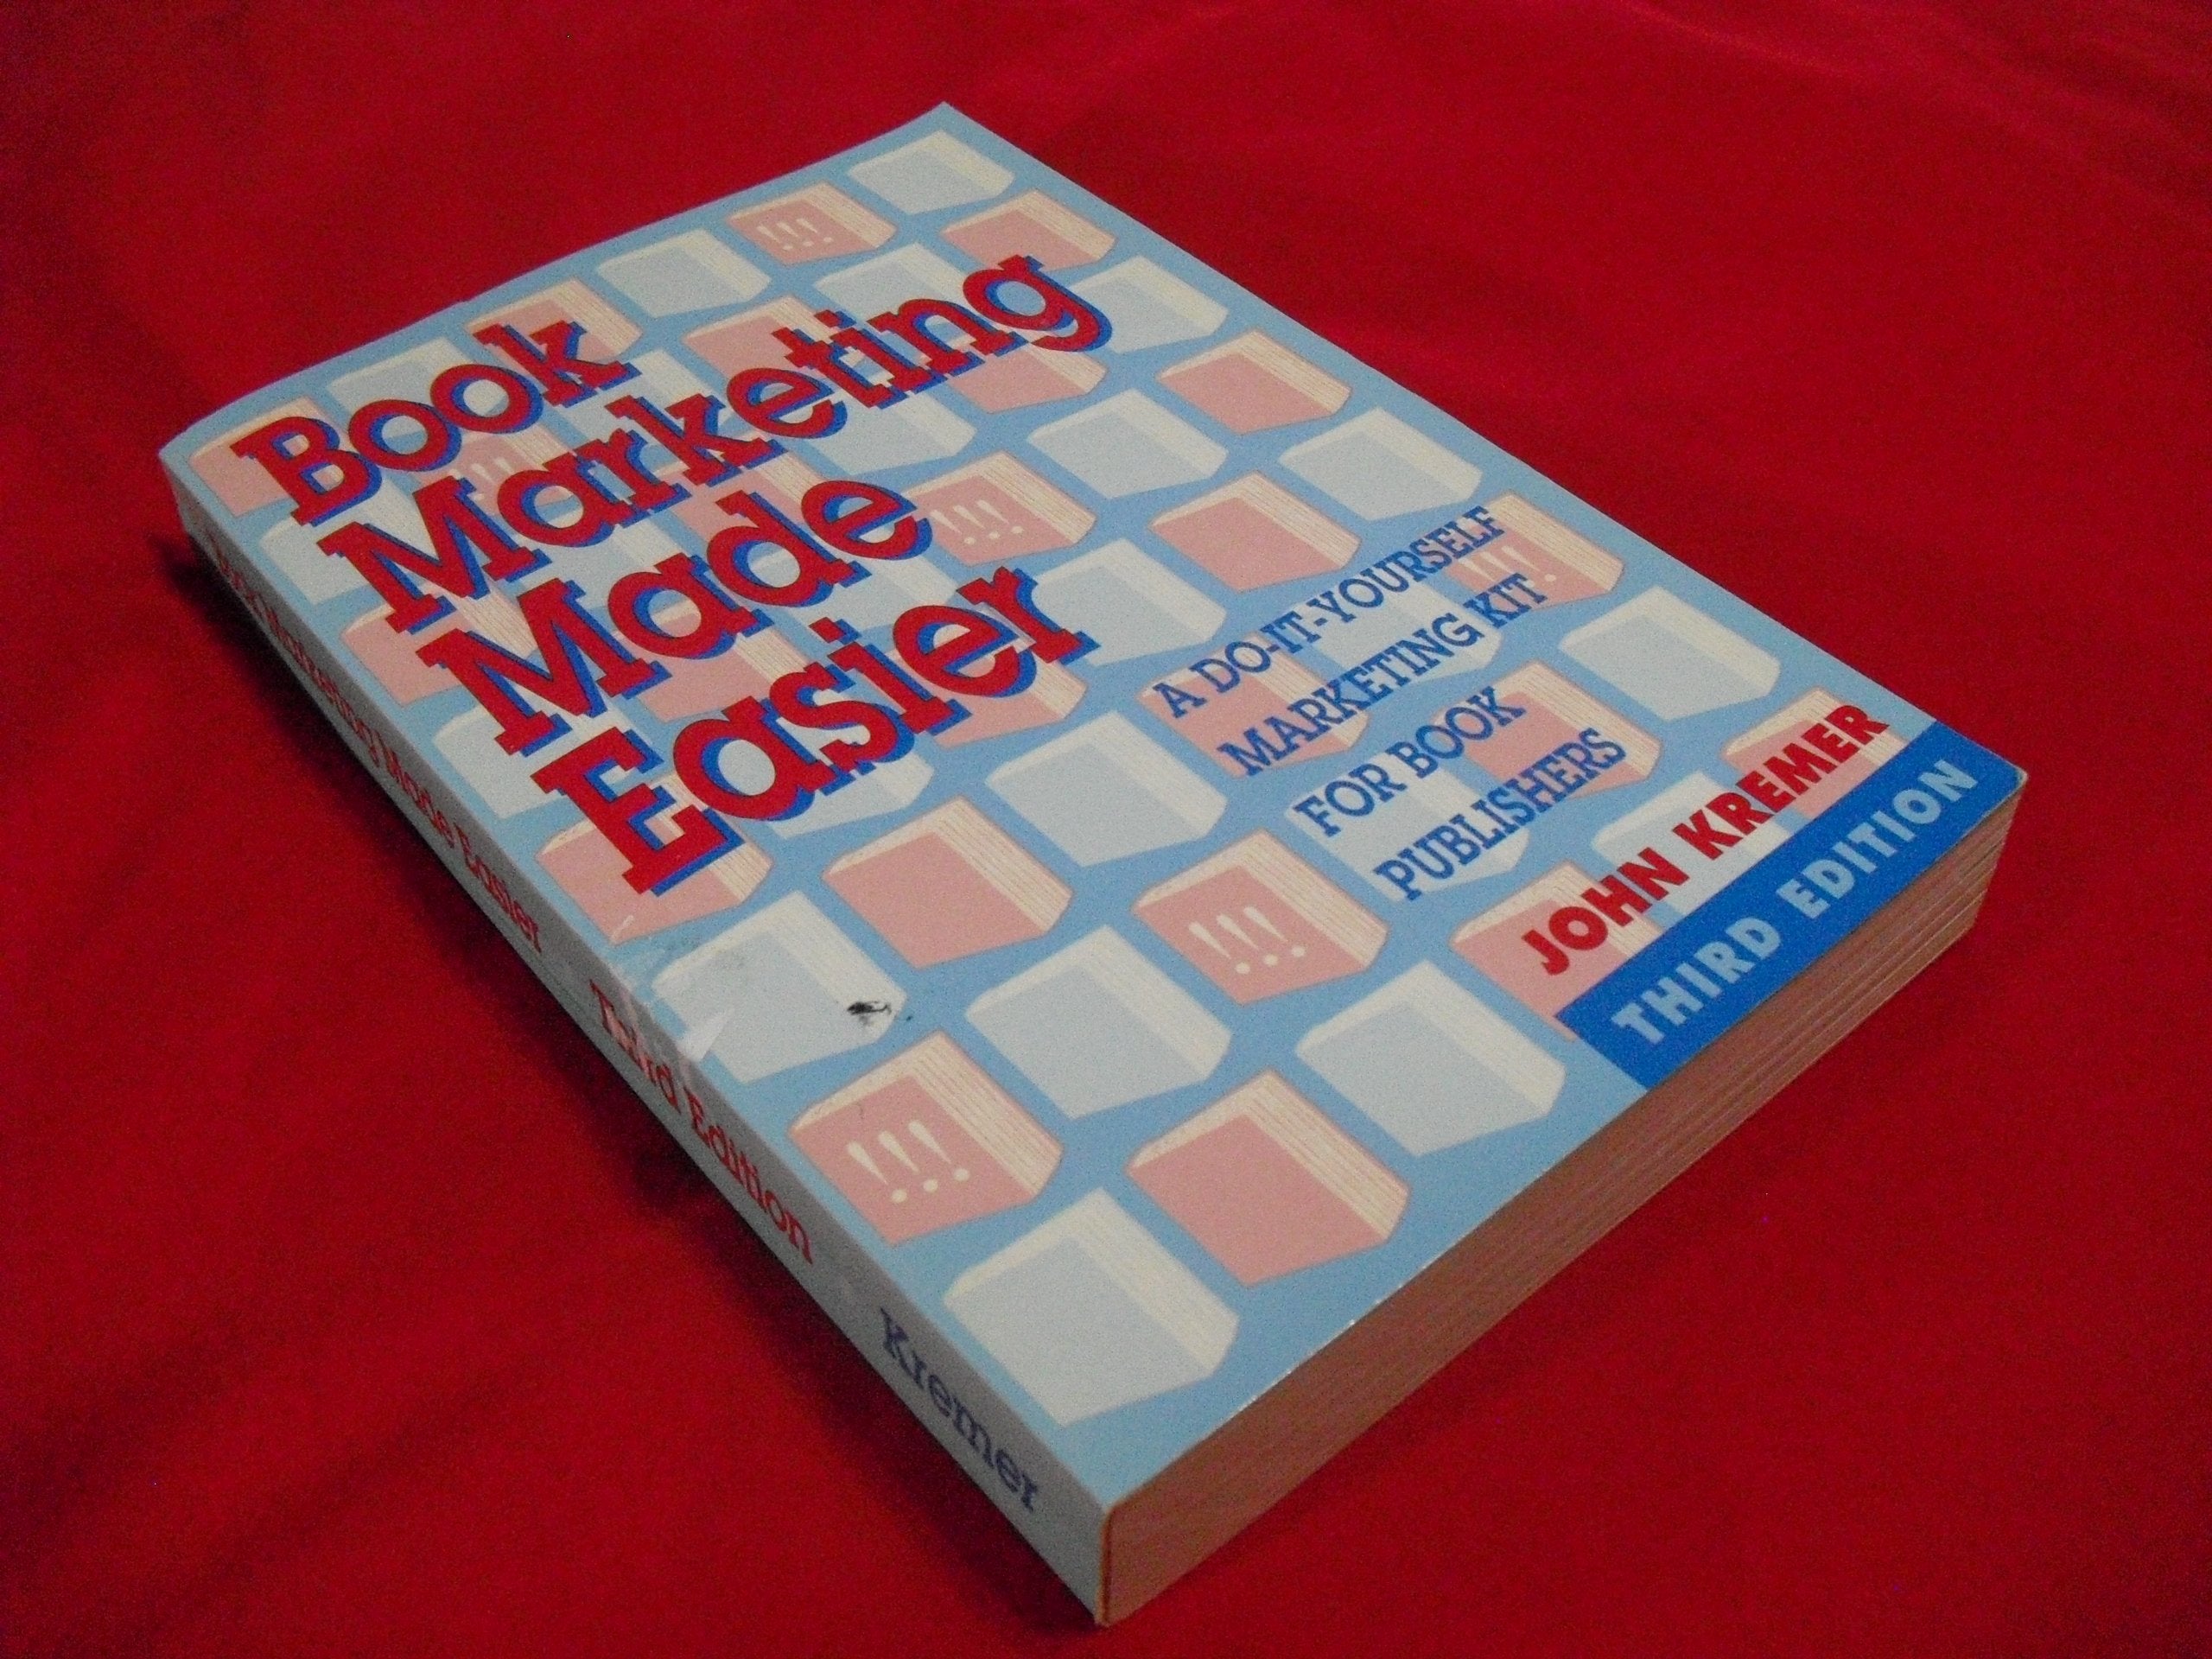 Book
Marketing
Made
Easier
A DO-IT-YOURSELF
MARKETING KIT
FOR BOOK
PUBLISHERS
JOHN KREMER
THIRD EDITION
!!!
!!!
!!!
!!!
!!!
!!!
Book Marketing Made Easier Third Edition Kremer